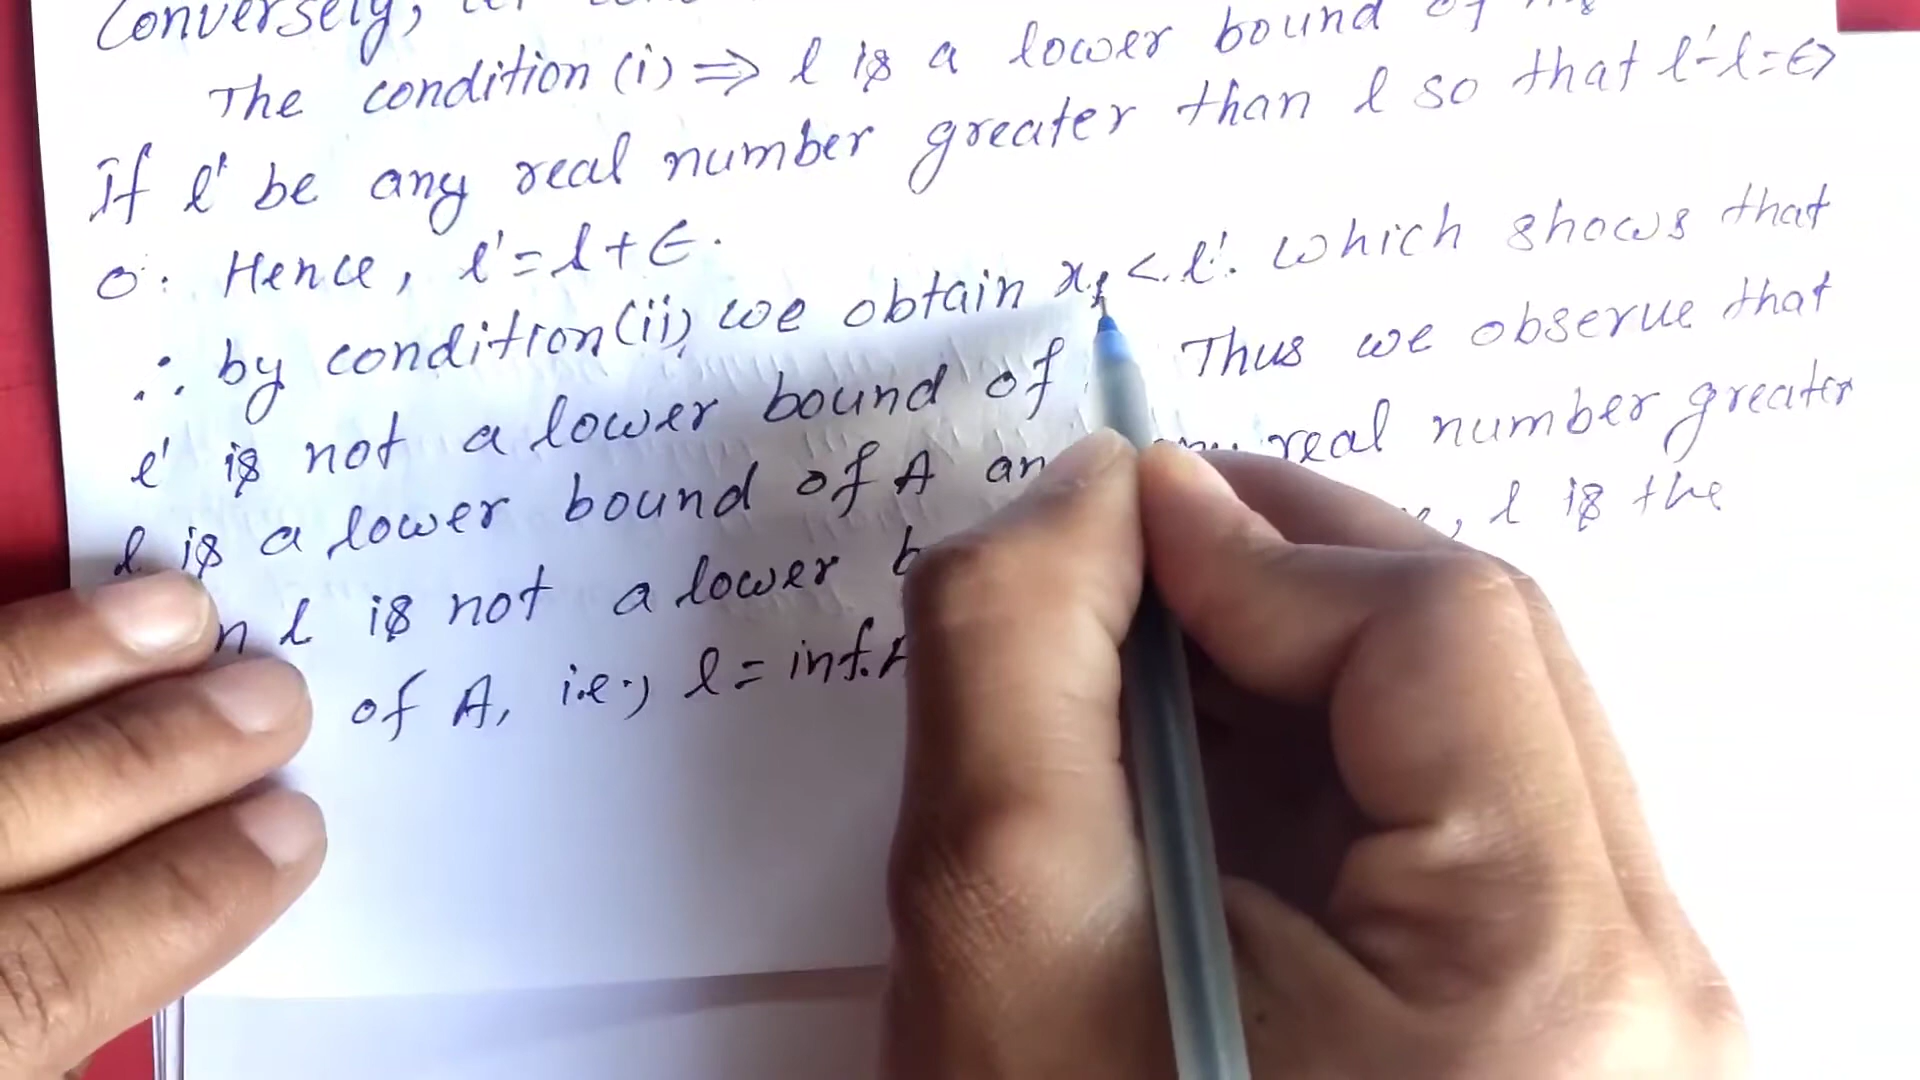 Conversely,
The condition (i) ⇒ l is a lower bound of
If l' be any real number greater than l so that l'-l=∈>
0. Hence, l'=l+∈.
∴ by condition(ii), we obtain x₁ < l'. which shows that
l' is not a lower bound of Thus we observe that
l is a lower bound of A real number greater
l is not a lower l is the
of A, i.e., l = inf.A